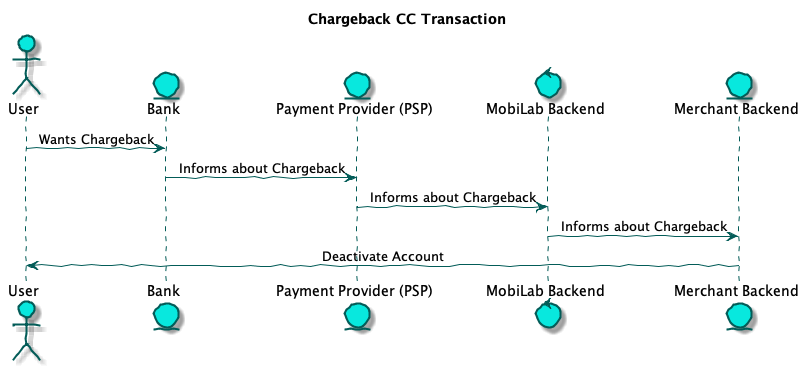 Chargeback CC Transaction
User Bank Payment Provider (PSP) MobiLab Backend Merchant Backend
Wants Chargeback
Informs about Chargeback
Informs about Chargeback
Informs about Chargeback
Deactivate Account
User Bank Payment Provider (PSP) MobiLab Backend Merchant Backend